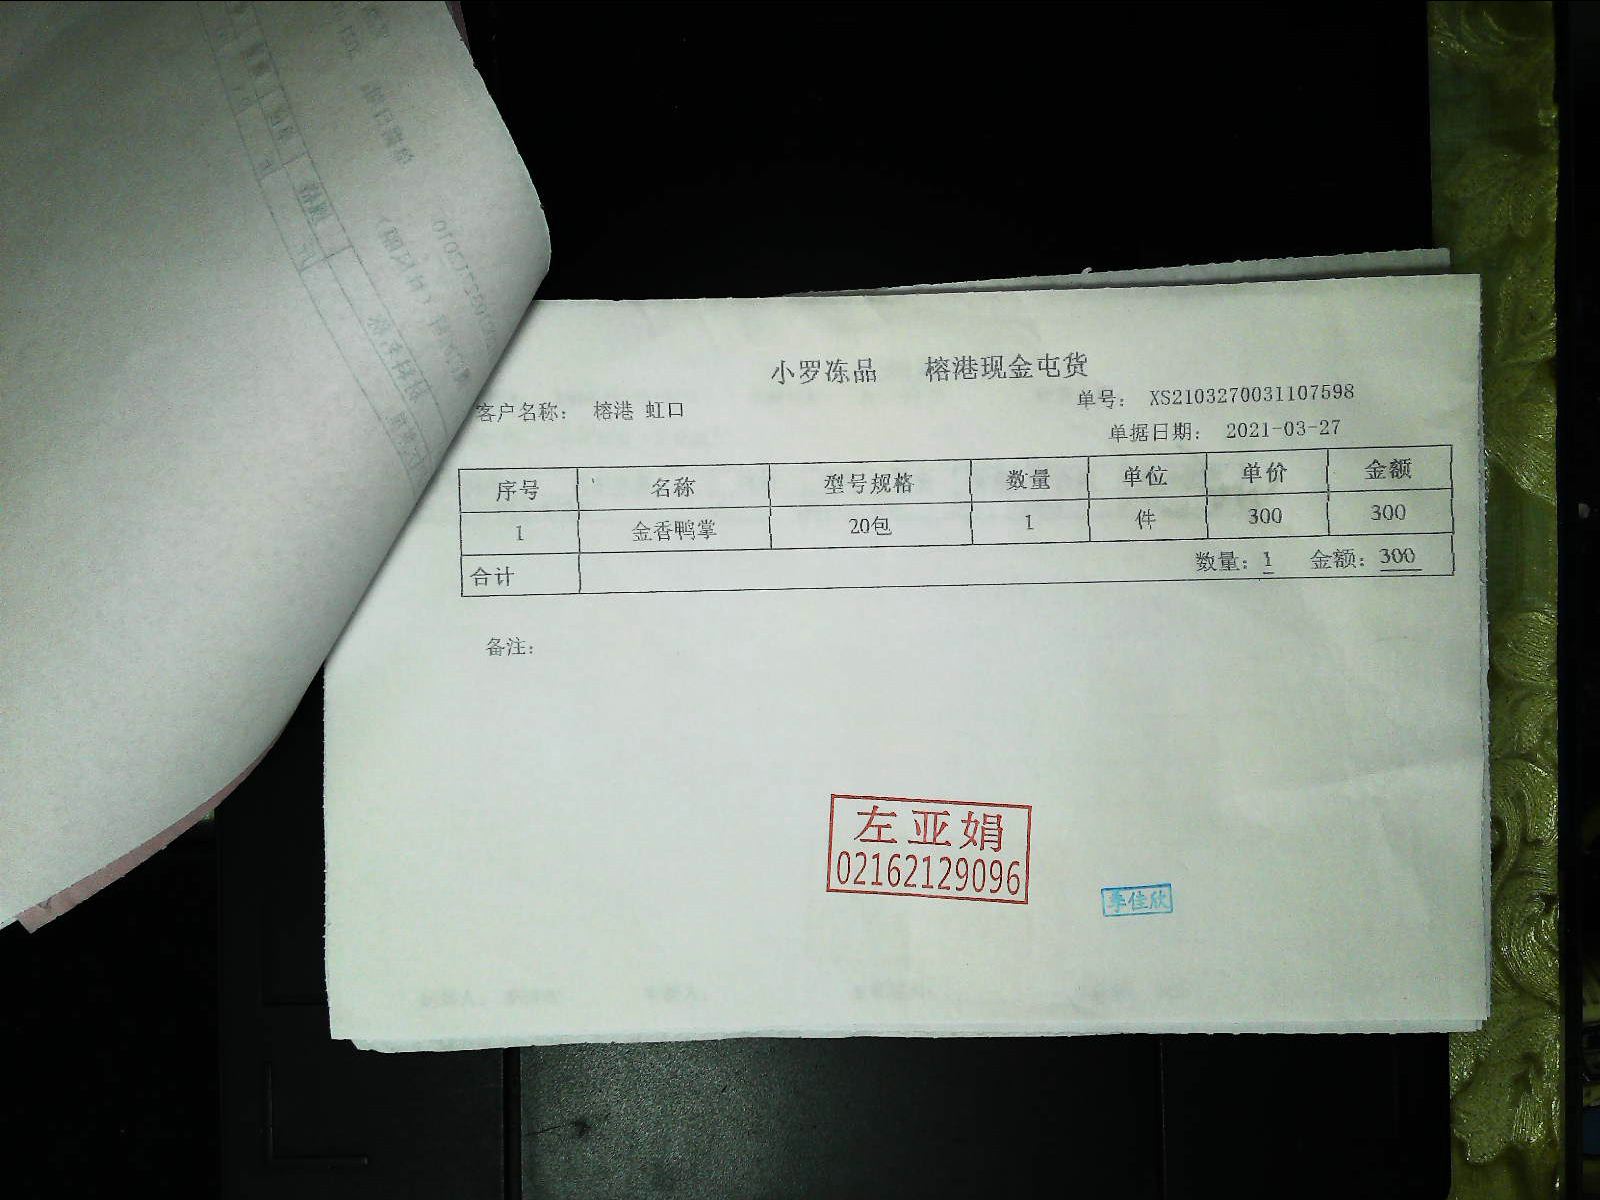 小罗冻品 榕港现金屯货
客户名称： 榕港 虹口 单号： XS2103270031107598
单据日期： 2021-03-27
序号 名称 型号规格 数量 单位 单价 金额
1 金香鸭掌 20包 1 件 300 300
合计 数量：1 金额：300
备注：
左亚娟
02162129096
季佳欣